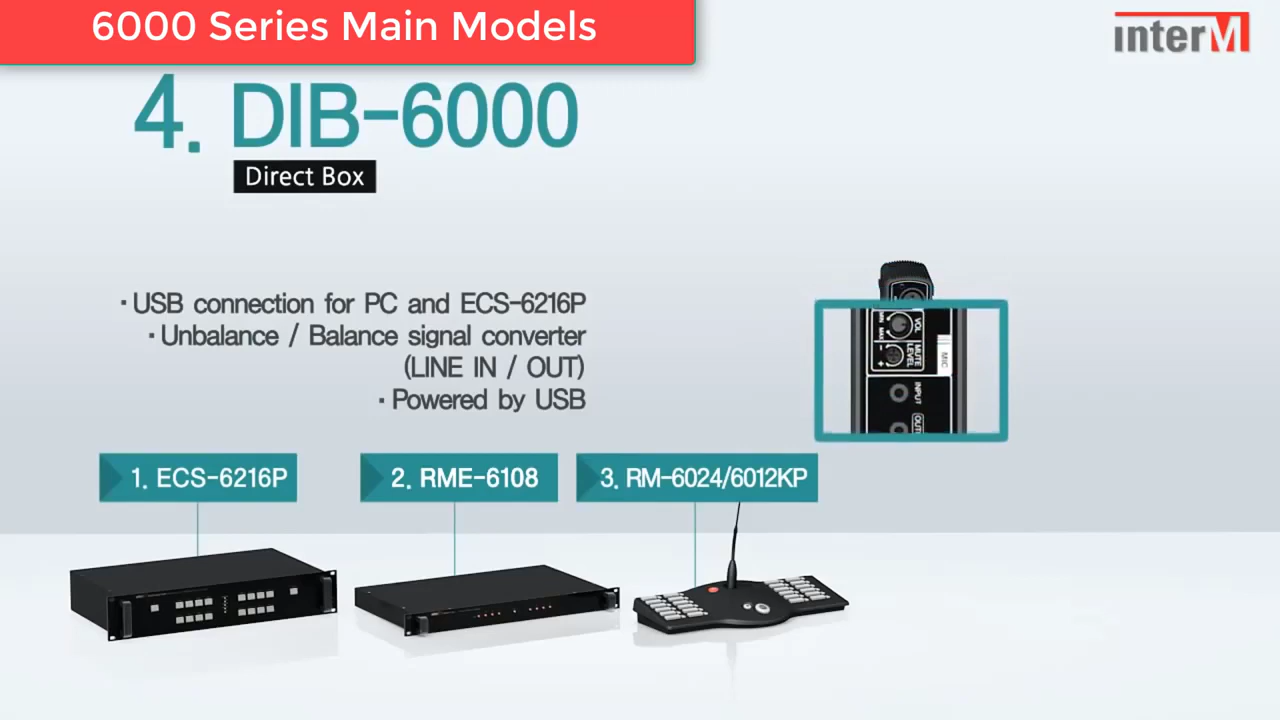 6000 Series Main Models
interM
4. DIB-6000
Direct Box
· USB connection for PC and ECS-6216P
· Unbalance / Balance signal converter
(LINE IN / OUT)
· Powered by USB
VOL
MIN MAX
MUTE
LEVEL
- +
MIC
INPUT
1. ECS-6216P
2. RME-6108
3. RM-6024/6012KP